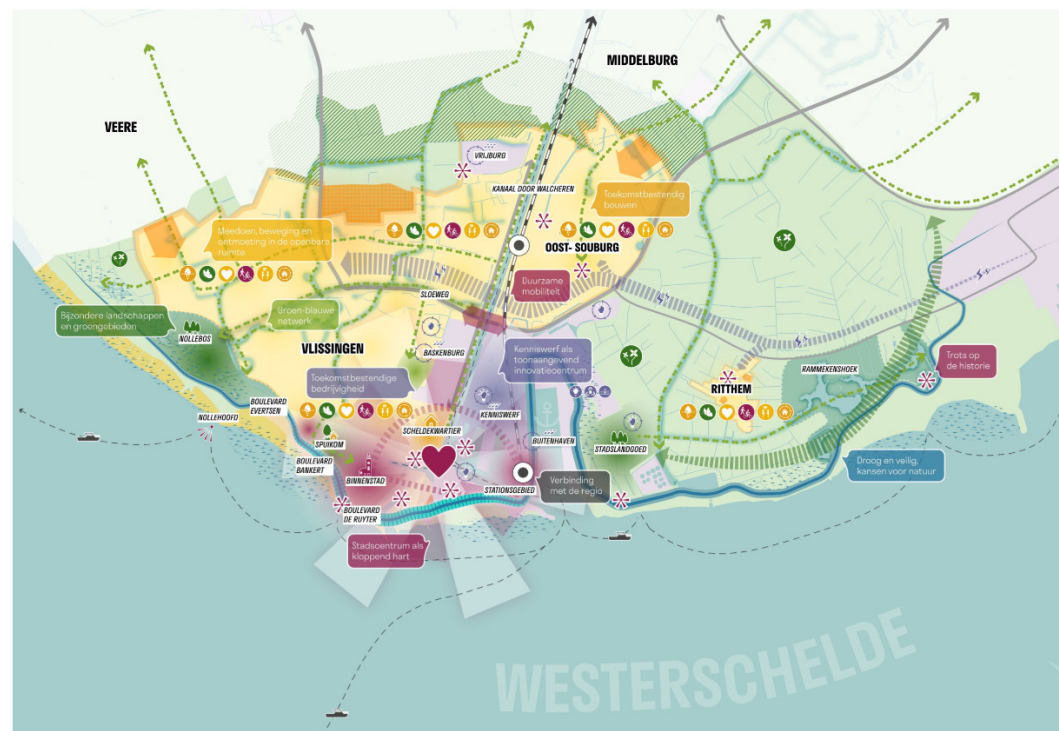 MIDDELBURG
VEERE
VRIJBURG
KANAAL DOOR WALCHEREN
Toekomstbestendig
bouwen
Meedoen, beweging en
ontmoeting in de openbare
ruimte
OOST- SOUBURG
Duurzame
mobiliteit
SLOEWEG
Bijzondere landschappen
en groengebieden
NOLLEBOS
Groen-blauwe
netwerk
VLISSINGEN
BASKENBURG
Kenniswerf als
toonaangevend
innovatiecentrum
Toekomstbestendige
bedrijvigheid
RAMMEKENSHOEK
Trots op
de historie
RITTHEM
BOULEVARD
EVERTSEN
NOLLEHOOFD
KENNISWERF
SCHELDEKWARTIER
SPUIKOM
BUITENHAVEN
STADSLANDGOED
BOULEVARD
BANKERT
BINNENSTAD
STATIONSGEBIED
Verbinding
met de regio
Droog en veilig,
kansen voor natuur
BOULEVARD
DE RUYTER
Stadscentrum als
kloppend hart
WESTERSCHELDE